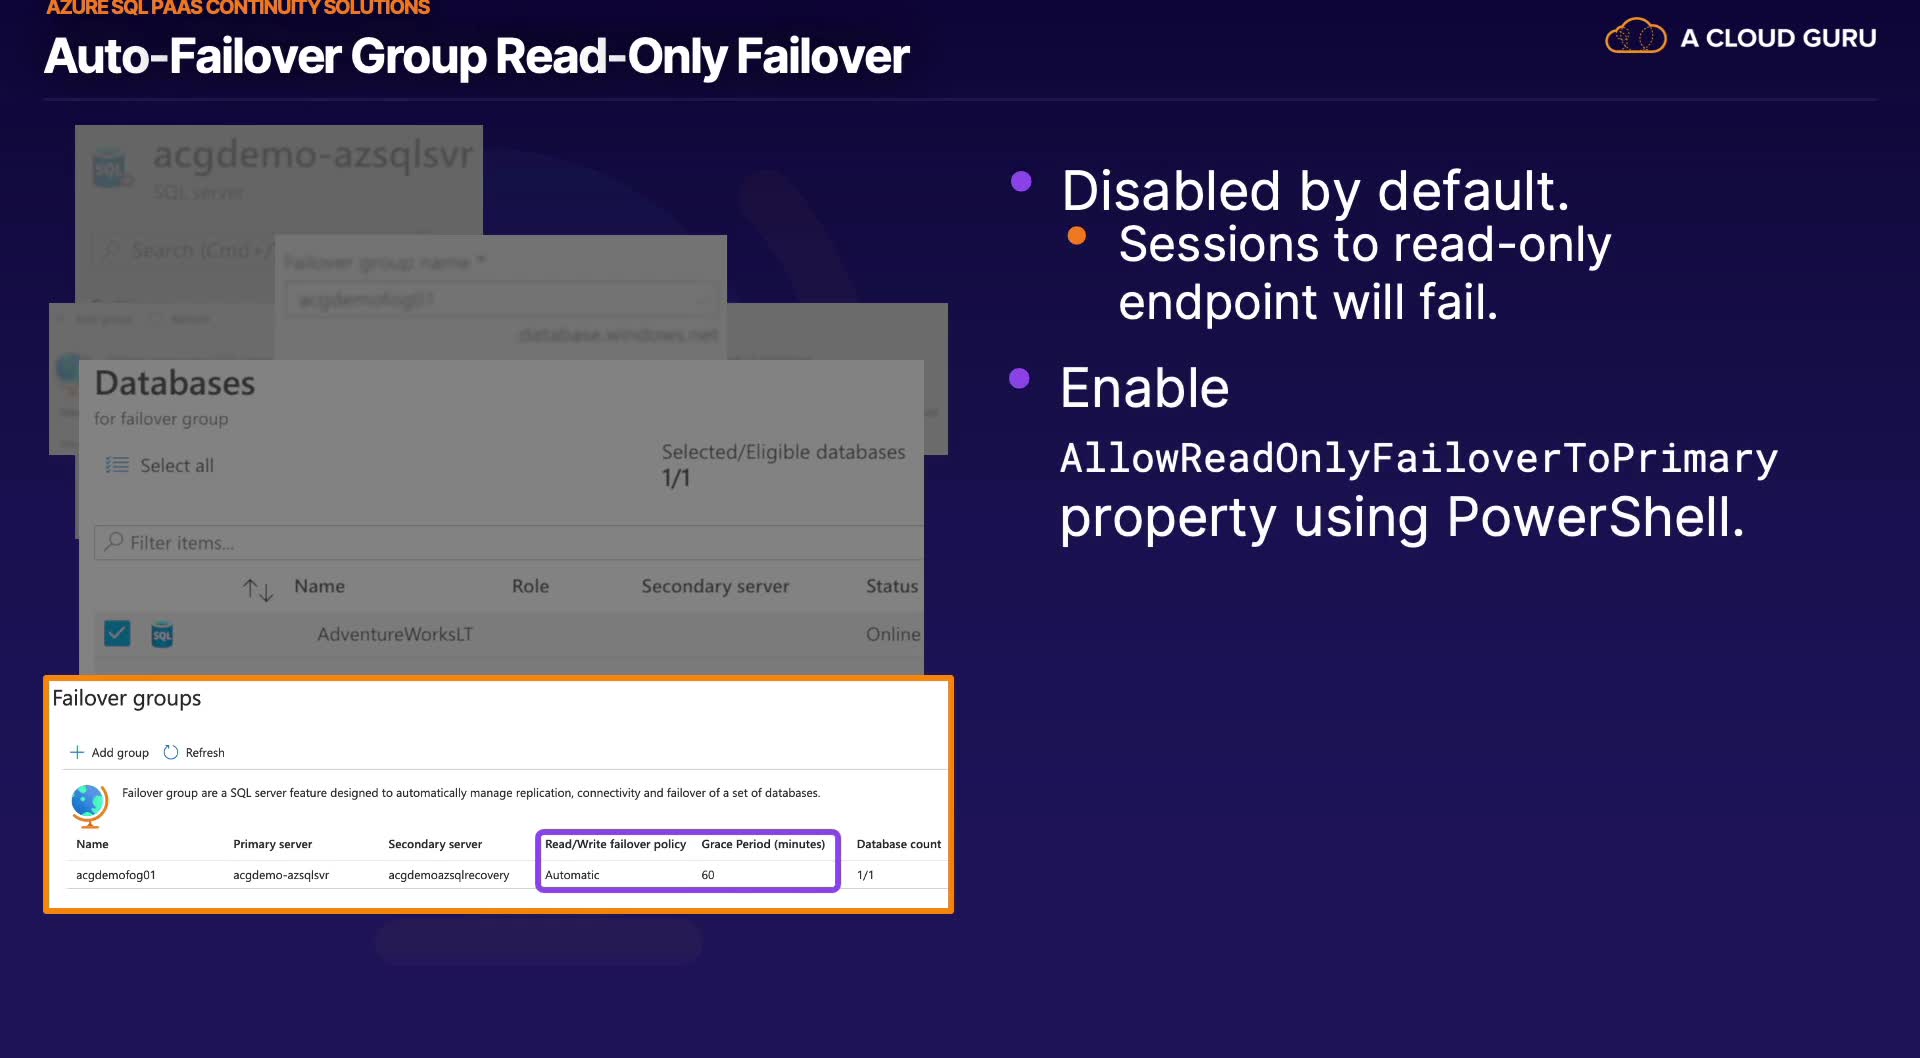 AZURE SQL PAAS CONTINUITY SOLUTIONS
Auto-Failover Group Read-Only Failover
A CLOUD GURU
acgdemo-azsqlsvr
SQL server
Search (Cmd+/
Failover group name *
acgdemofog01
.database.windows.net
Databases
for failover group
Select all
Selected/Eligible databases
1/1
Filter items...
Name Role Secondary server Status
SQL AdventureWorksLT Online
Failover groups
Add group Refresh
Failover group are a SQL server feature designed to automatically manage replication, connectivity and failover of a set of databases.
Name Primary server Secondary server Read/Write failover policy Grace Period (minutes) Database count
acgdemofog01 acgdemo-azsqlsvr acgdemoazsqlrecovery Automatic 60 1/1
Disabled by default.
Sessions to read-only
endpoint will fail.
Enable
AllowReadOnlyFailoverToPrimary
property using PowerShell.